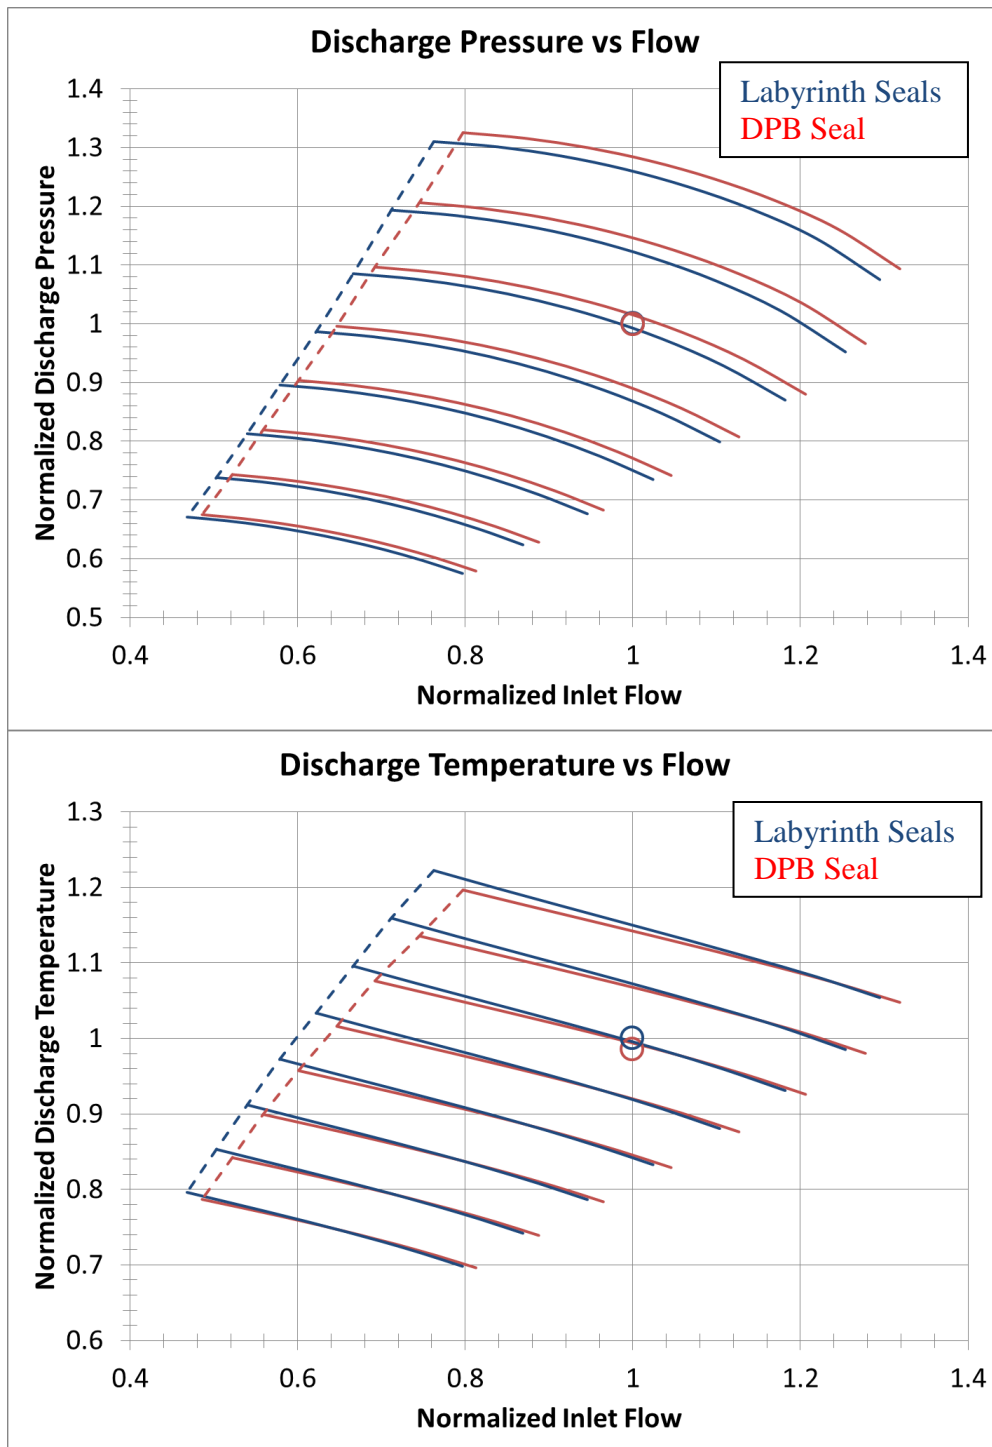 Discharge Pressure vs Flow
Labyrinth Seals
DPB Seal
Normalized Discharge Pressure
1.4
1.3
1.2
1.1
1
0.9
0.8
0.7
0.6
0.5
0.4 0.6 0.8 1 1.2 1.4
Normalized Inlet Flow
Discharge Temperature vs Flow
Labyrinth Seals
DPB Seal
Normalized Discharge Temperature
1.3
1.2
1.1
1
0.9
0.8
0.7
0.6
0.4 0.6 0.8 1 1.2 1.4
Normalized Inlet Flow